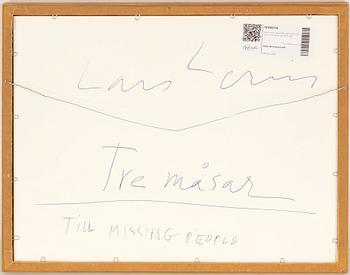 Lars Lerin
Tre måsar
TILL MISSING PEOPLE